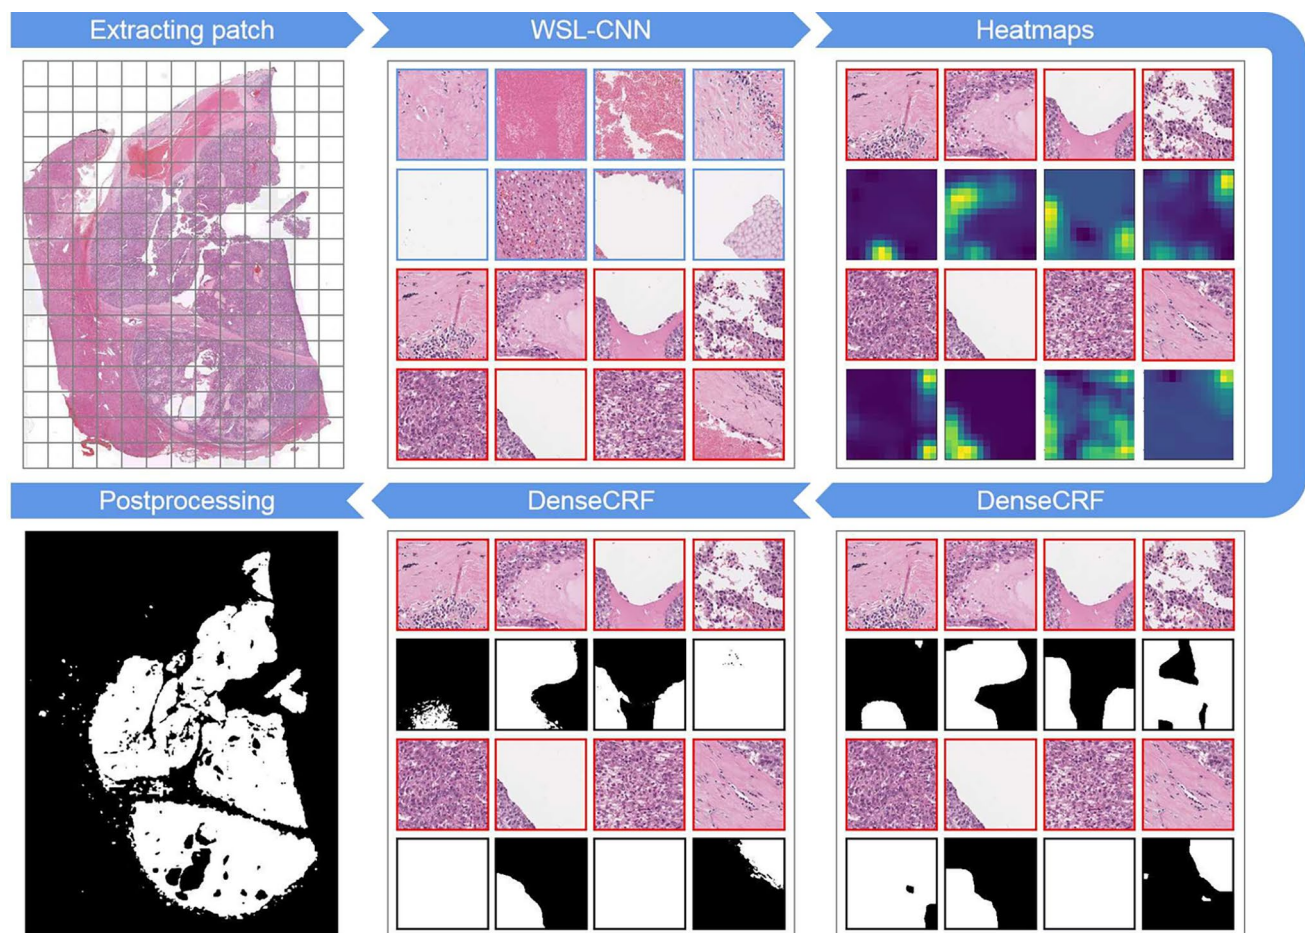 Extracting patch
WSL-CNN
Heatmaps
Postprocessing
DenseCRF
DenseCRF